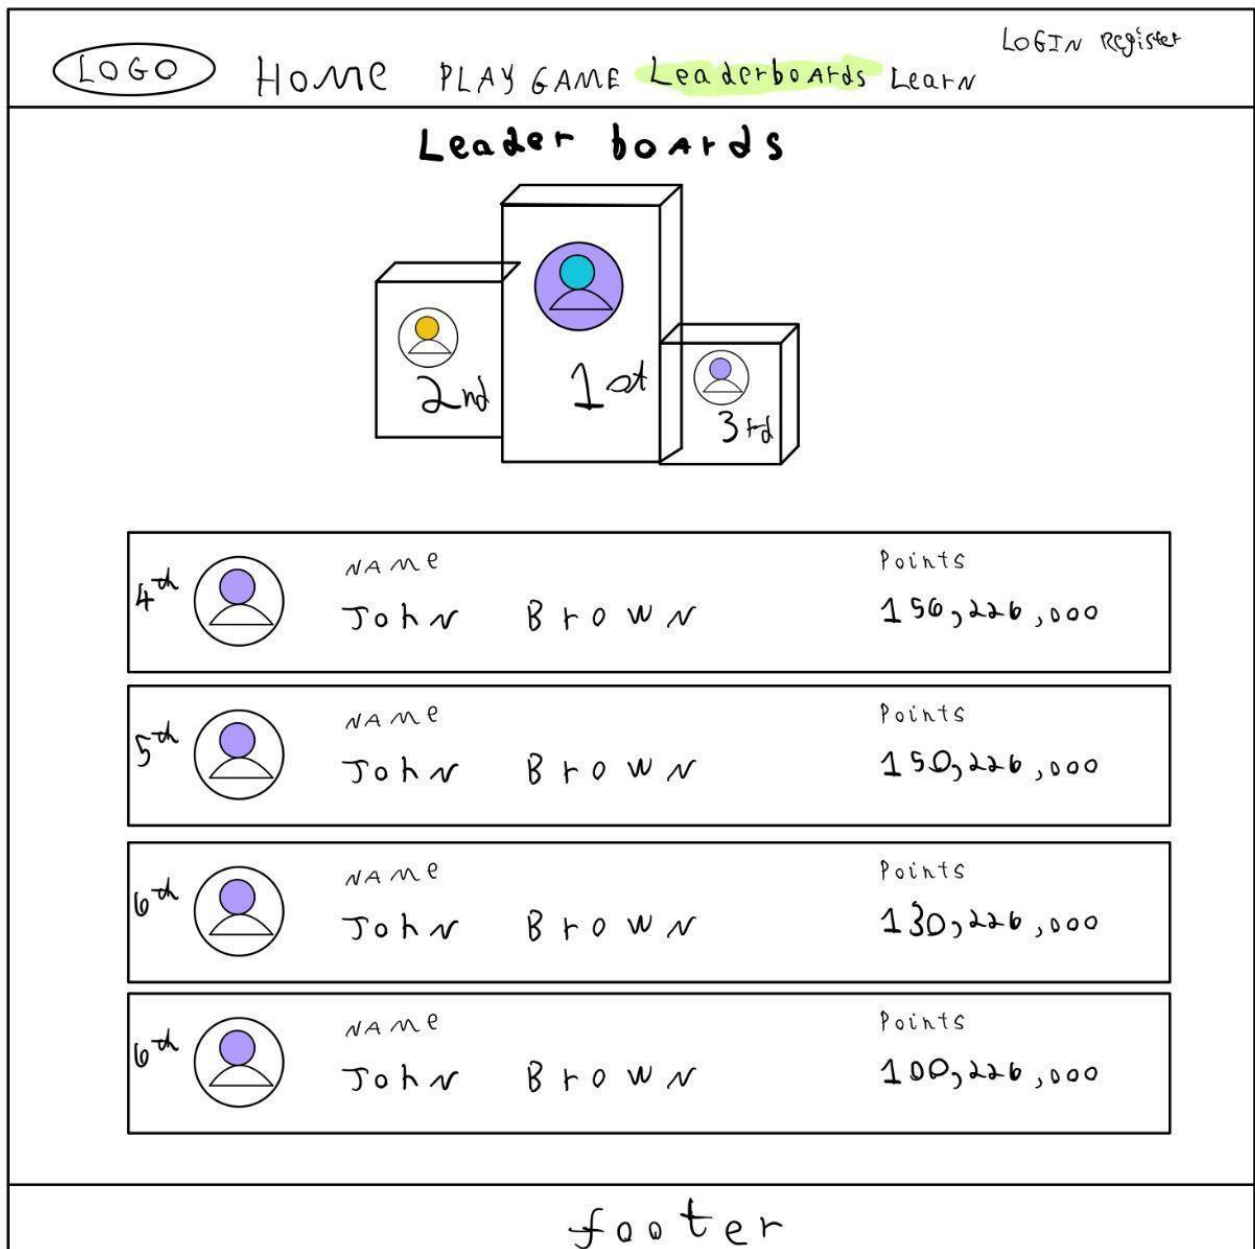 LOGIN Register
LOGO HOME PLAY GAME Leaderboards Learn
Leader boards
2nd 1st 3rd
4th NAME Points
John Brown 156,226,000
5th NAME Points
John Brown 150,226,000
6th NAME Points
John Brown 130,226,000
6th NAME Points
John Brown 100,226,000
footer